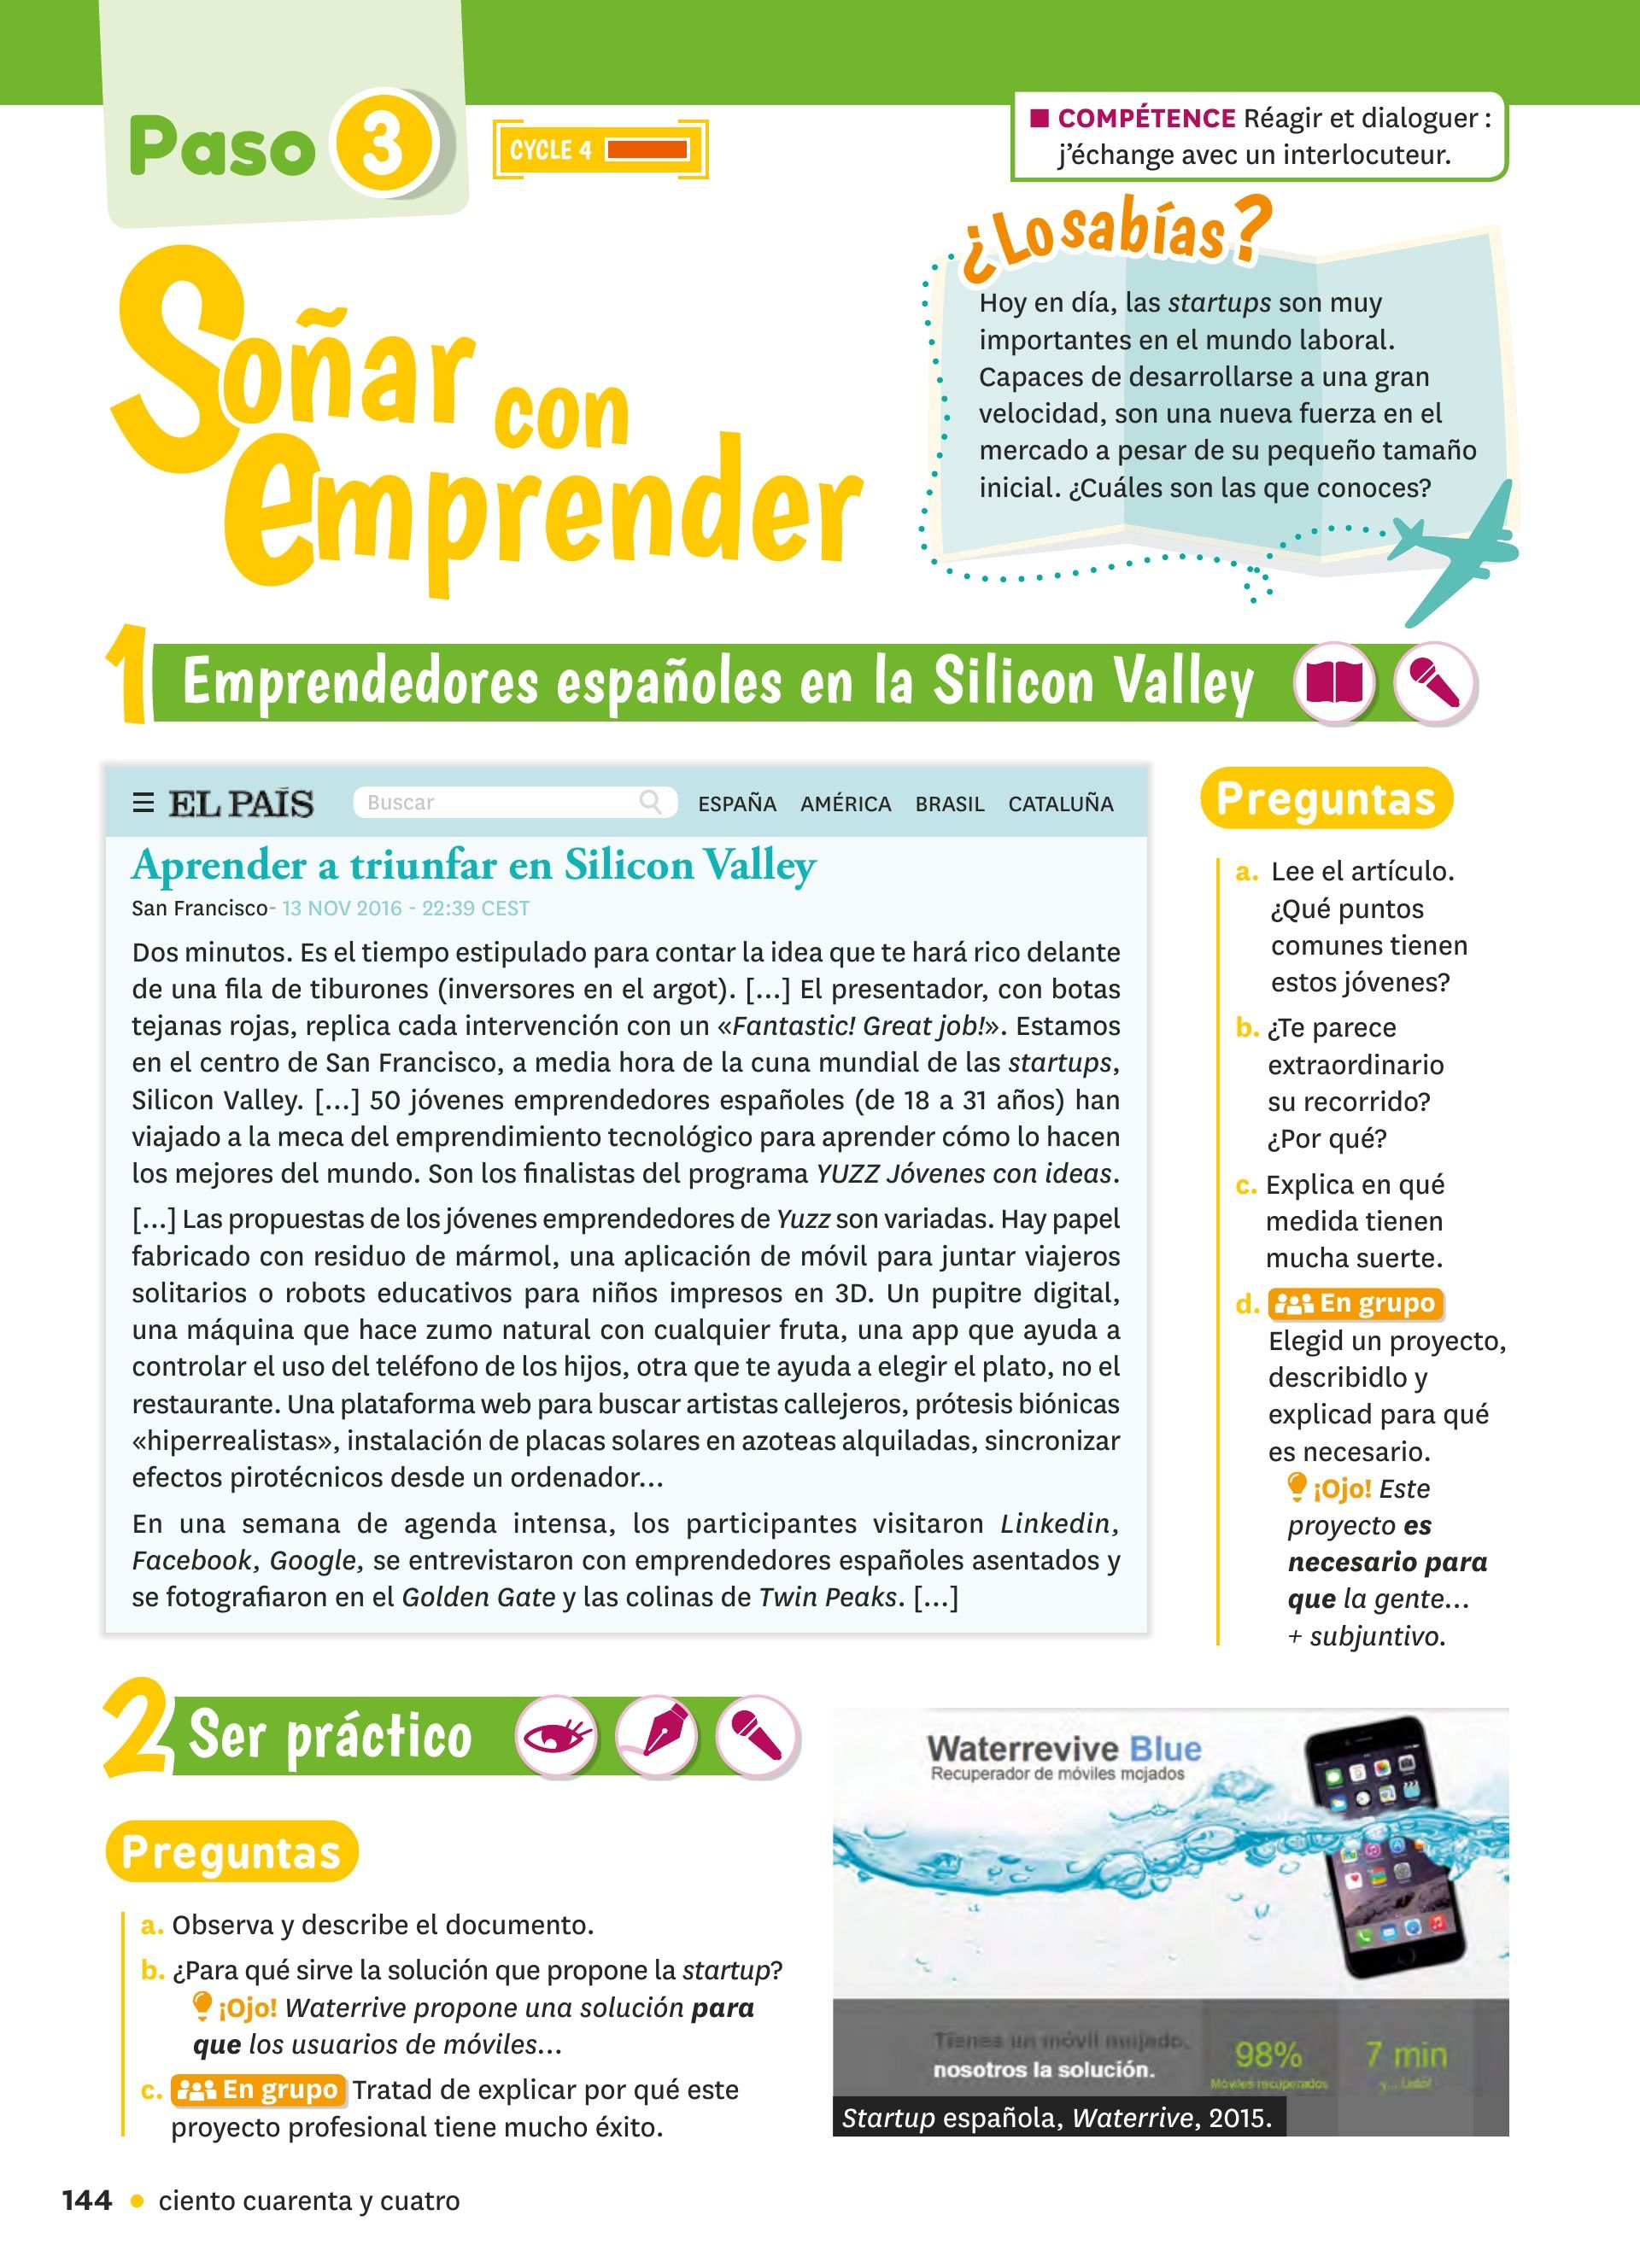 Paso 3
CYCLE 4
■ COMPÉTENCE Réagir et dialoguer :
j'échange avec un interlocuteur.
Soñar con
emprender
¿Lo sabías?
Hoy en día, las startups son muy
importantes en el mundo laboral.
Capaces de desarrollarse a una gran
velocidad, son una nueva fuerza en el
mercado a pesar de su pequeño tamaño
inicial. ¿Cuáles son las que conoces?
1 Emprendedores españoles en la Silicon Valley
EL PAÍS Buscar ESPAÑA AMÉRICA BRASIL CATALUÑA
Aprender a triunfar en Silicon Valley
San Francisco- 13 NOV 2016 - 22:39 CEST
Dos minutos. Es el tiempo estipulado para contar la idea que te hará rico delante
de una fila de tiburones (inversores en el argot). [...] El presentador, con botas
tejanas rojas, replica cada intervención con un «Fantastic! Great job!». Estamos
en el centro de San Francisco, a media hora de la cuna mundial de las startups,
Silicon Valley. [...] 50 jóvenes emprendedores españoles (de 18 a 31 años) han
viajado a la meca del emprendimiento tecnológico para aprender cómo lo hacen
los mejores del mundo. Son los finalistas del programa YUZZ Jóvenes con ideas.
[...] Las propuestas de los jóvenes emprendedores de Yuzz son variadas. Hay papel
fabricado con residuo de mármol, una aplicación de móvil para juntar viajeros
solitarios o robots educativos para niños impresos en 3D. Un pupitre digital,
una máquina que hace zumo natural con cualquier fruta, una app que ayuda a
controlar el uso del teléfono de los hijos, otra que te ayuda a elegir el plato, no el
restaurante. Una plataforma web para buscar artistas callejeros, prótesis biónicas
«hiperrealistas», instalación de placas solares en azoteas alquiladas, sincronizar
efectos pirotécnicos desde un ordenador...
En una semana de agenda intensa, los participantes visitaron Linkedin,
Facebook, Google, se entrevistaron con emprendedores españoles asentados y
se fotografiaron en el Golden Gate y las colinas de Twin Peaks. [...]
Preguntas
a. Lee el artículo.
¿Qué puntos
comunes tienen
estos jóvenes?
b. ¿Te parece
extraordinario
su recorrido?
¿Por qué?
c. Explica en qué
medida tienen
mucha suerte.
d. En grupo
Elegid un proyecto,
describidlo y
explicad para qué
es necesario.
¡Ojo! Este
proyecto es
necesario para
que la gente...
+ subjuntivo.
2 Ser práctico
Preguntas
a. Observa y describe el documento.
b. ¿Para qué sirve la solución que propone la startup?
¡Ojo! Waterrive propone una solución para
que los usuarios de móviles...
c. En grupo Tratad de explicar por qué este
proyecto profesional tiene mucho éxito.
Waterrevive Blue
Recuperador de móviles mojados
Tienes un móvil mojado,
nosotros la solución.
98%
Móviles recuperados
7 min
y... Listo!
Startup española, Waterrive, 2015.
144 • ciento cuarenta y cuatro